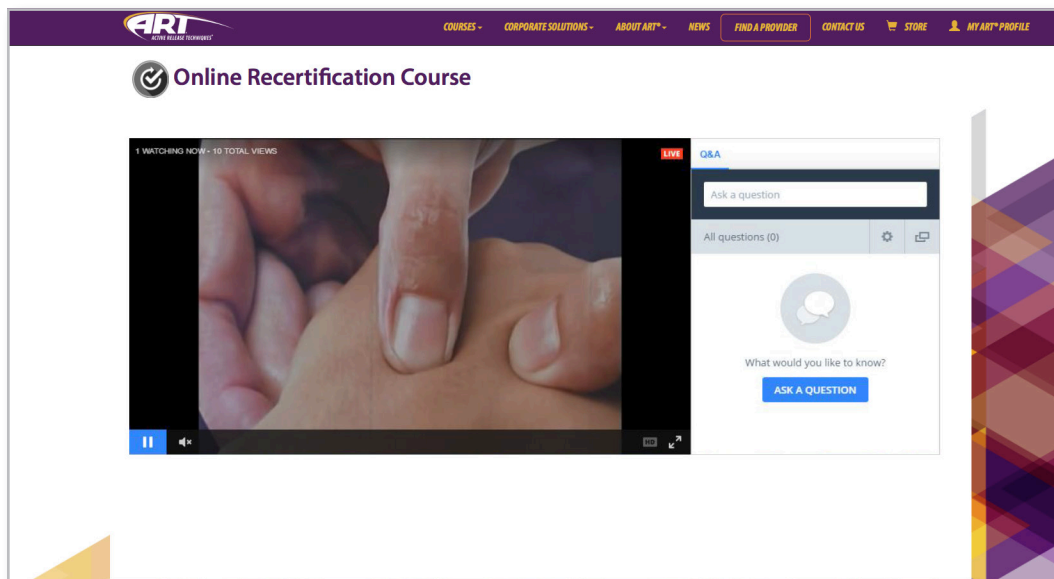 ART
ACTIVE RELEASE TECHNIQUES®
COURSES
CORPORATE SOLUTIONS
ABOUT ART®
NEWS
FIND A PROVIDER
CONTACT US
STORE
MY ART® PROFILE
Online Recertification Course
1 WATCHING NOW - 10 TOTAL VIEWS
LIVE
Q&A
Ask a question
All questions (0)
What would you like to know?
ASK A QUESTION
HD